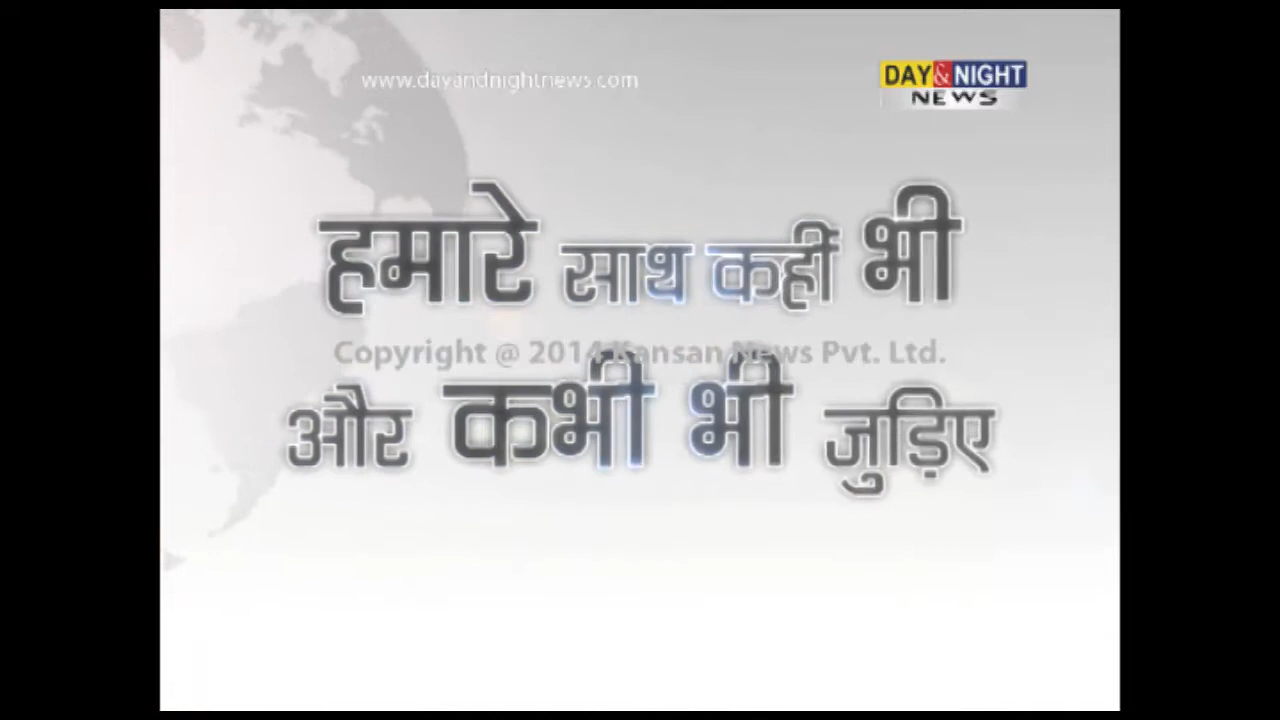 www.dayandnightnews.com
DAY&NIGHT
NEWS
हमारे साथ कहीं भी
Copyright @ 2014 Kansan News Pvt. Ltd.
और कभी भी जुड़िए